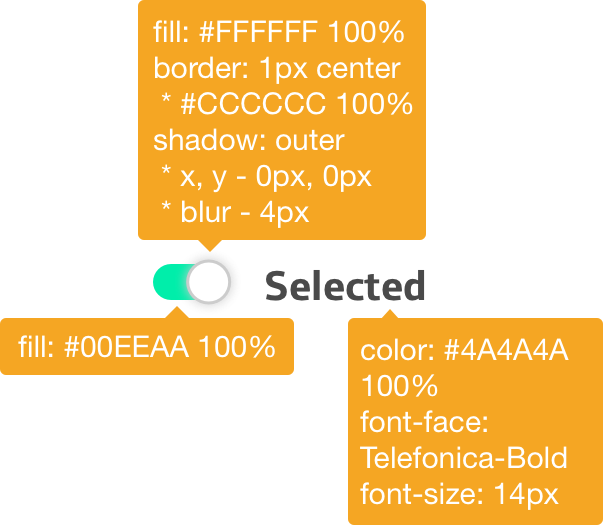 fill: #FFFFFF 100%
border: 1px center
* #CCCCCC 100%
shadow: outer
* x, y - 0px, 0px
* blur - 4px
Selected
fill: #00EEAA 100%
color: #4A4A4A
100%
font-face:
Telefonica-Bold
font-size: 14px